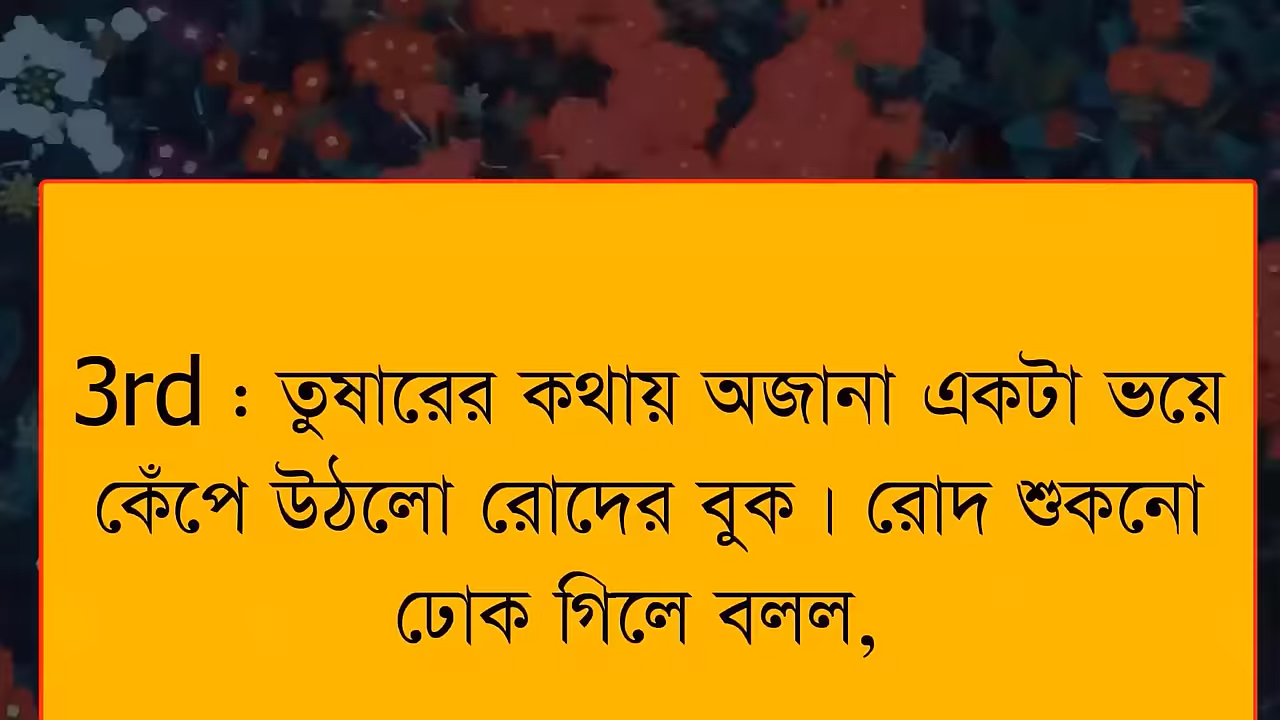 3rd : তুষারের কথায় অজানা একটা ভয়ে
কেঁপে উঠলো রোদের বুক । রোদ শুকনো
ঢোক গিলে বলল,